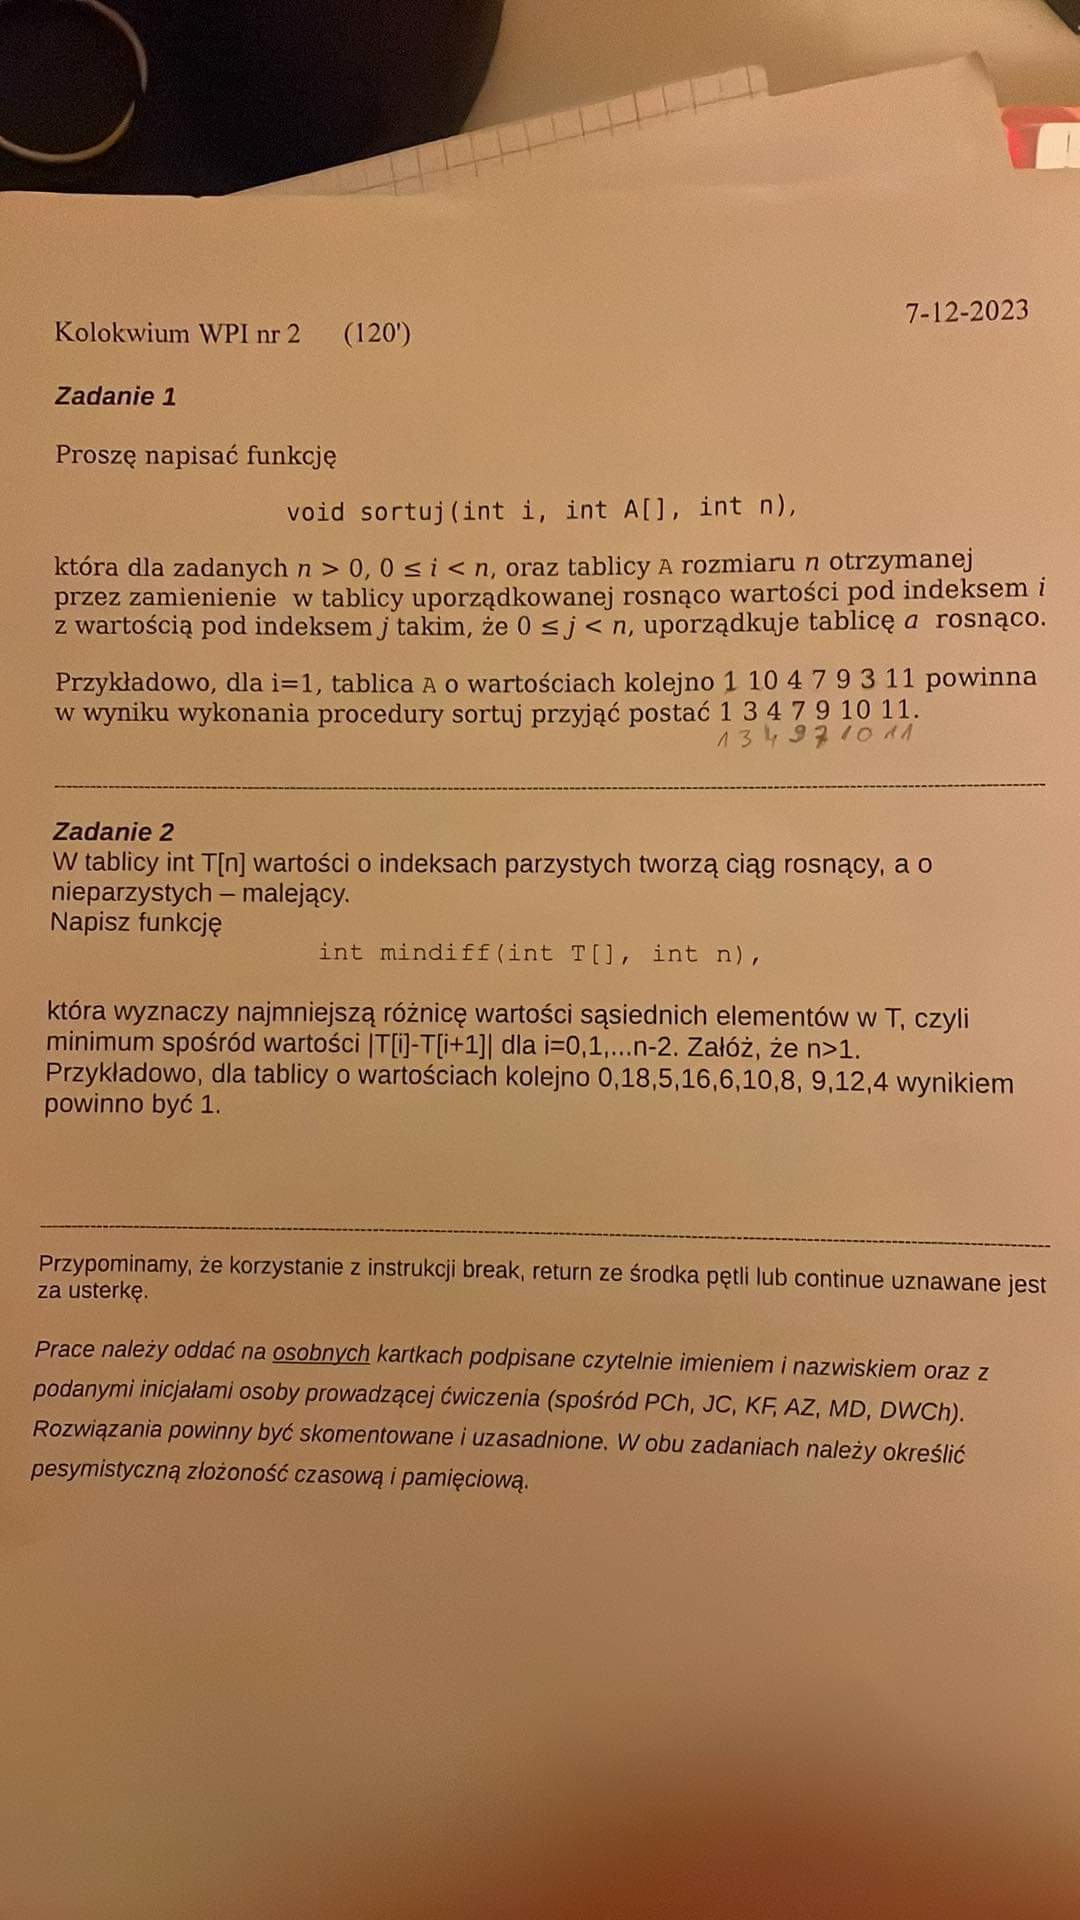 7-12-2023
Kolokwium WPI nr 2 (120')
Zadanie 1
Proszę napisać funkcję
void sortuj(int i, int A[], int n),
która dla zadanych n > 0, 0 ≤ i < n, oraz tablicy A rozmiaru n otrzymanej
przez zamienienie w tablicy uporządkowanej rosnąco wartości pod indeksem i
z wartością pod indeksem j takim, że 0 ≤ j < n, uporządkuje tablicę a rosnąco.
Przykładowo, dla i=1, tablica A o wartościach kolejno 1 10 4 7 9 3 11 powinna
w wyniku wykonania procedury sortuj przyjąć postać 1 3 4 7 9 10 11.
1 3 4 9 7 10 11
Zadanie 2
W tablicy int T[n] wartości o indeksach parzystych tworzą ciąg rosnący, a o
nieparzystych – malejący.
Napisz funkcję
int mindiff(int T[], int n),
która wyznaczy najmniejszą różnicę wartości sąsiednich elementów w T, czyli
minimum spośród wartości |T[i]-T[i+1]| dla i=0,1,...n-2. Załóż, że n>1.
Przykładowo, dla tablicy o wartościach kolejno 0,18,5,16,6,10,8, 9,12,4 wynikiem
powinno być 1.
Przypominamy, że korzystanie z instrukcji break, return ze środka pętli lub continue uznawane jest
za usterkę.
Prace należy oddać na osobnych kartkach podpisane czytelnie imieniem i nazwiskiem oraz z
podanymi inicjałami osoby prowadzącej ćwiczenia (spośród PCh, JC, KF, AZ, MD, DWCh).
Rozwiązania powinny być skomentowane i uzasadnione. W obu zadaniach należy określić
pesymistyczną złożoność czasową i pamięciową.